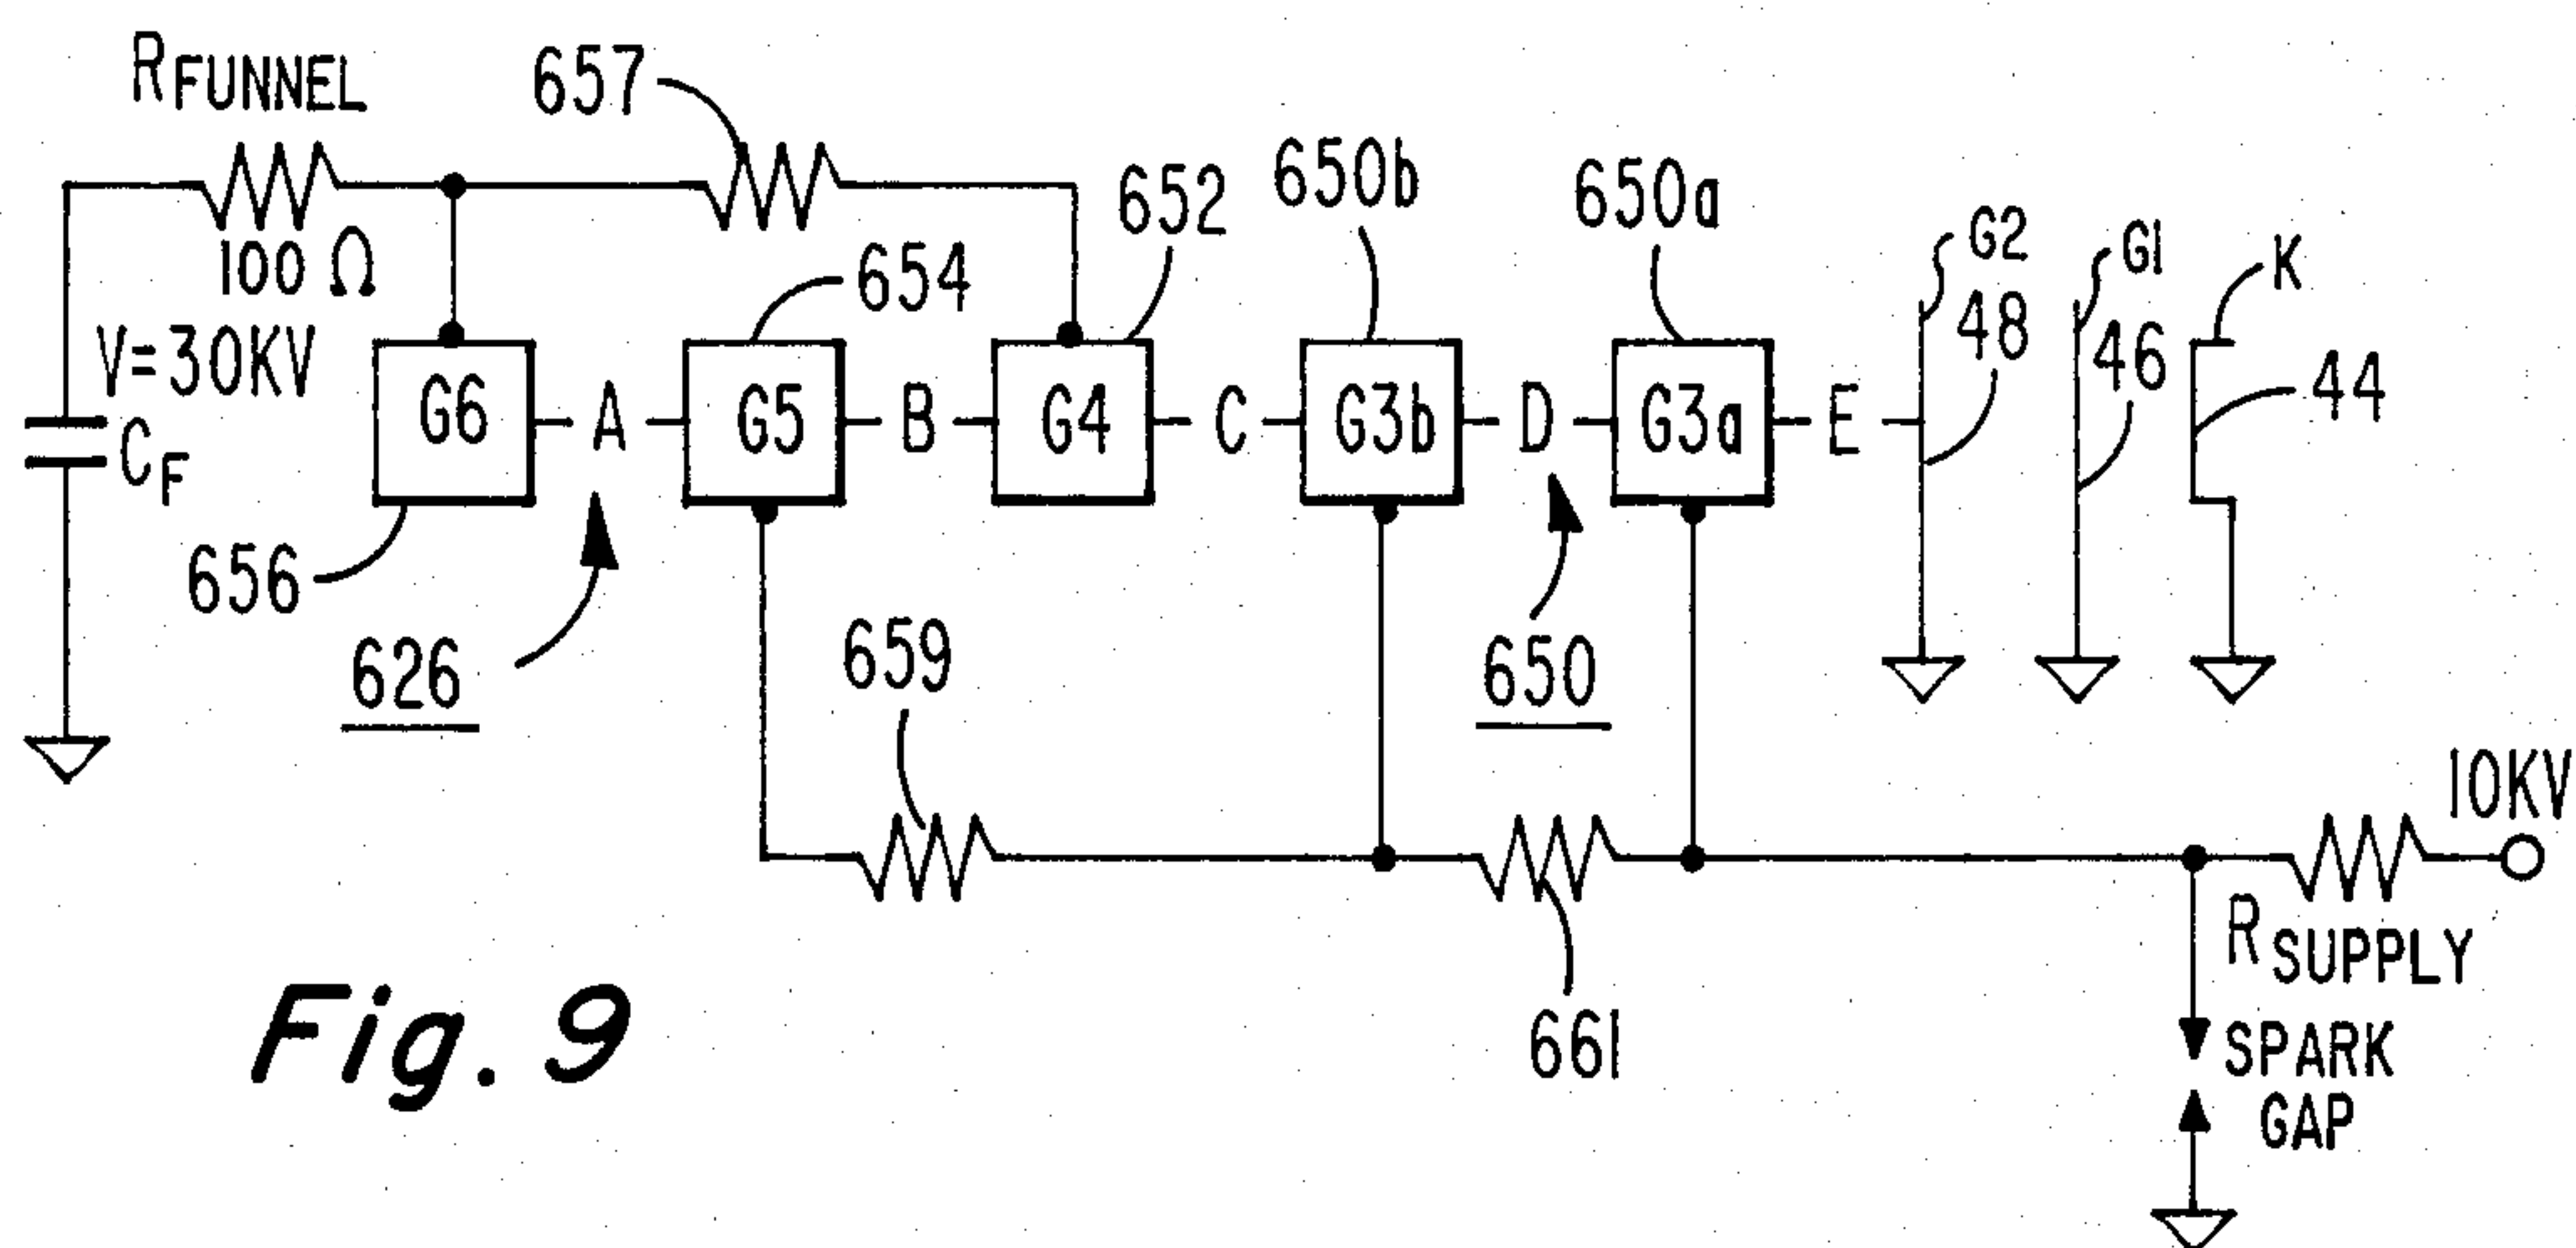 RFUNNEL
657
100 Ω
V=30KV
CF
654
652
650b
650a
G2
48
G1
46
K
44
G6
A
G5
B
G4
C
G3b
D
G3a
E
656
626
659
650
661
10KV
RSUPPLY
SPARK
GAP
Fig. 9